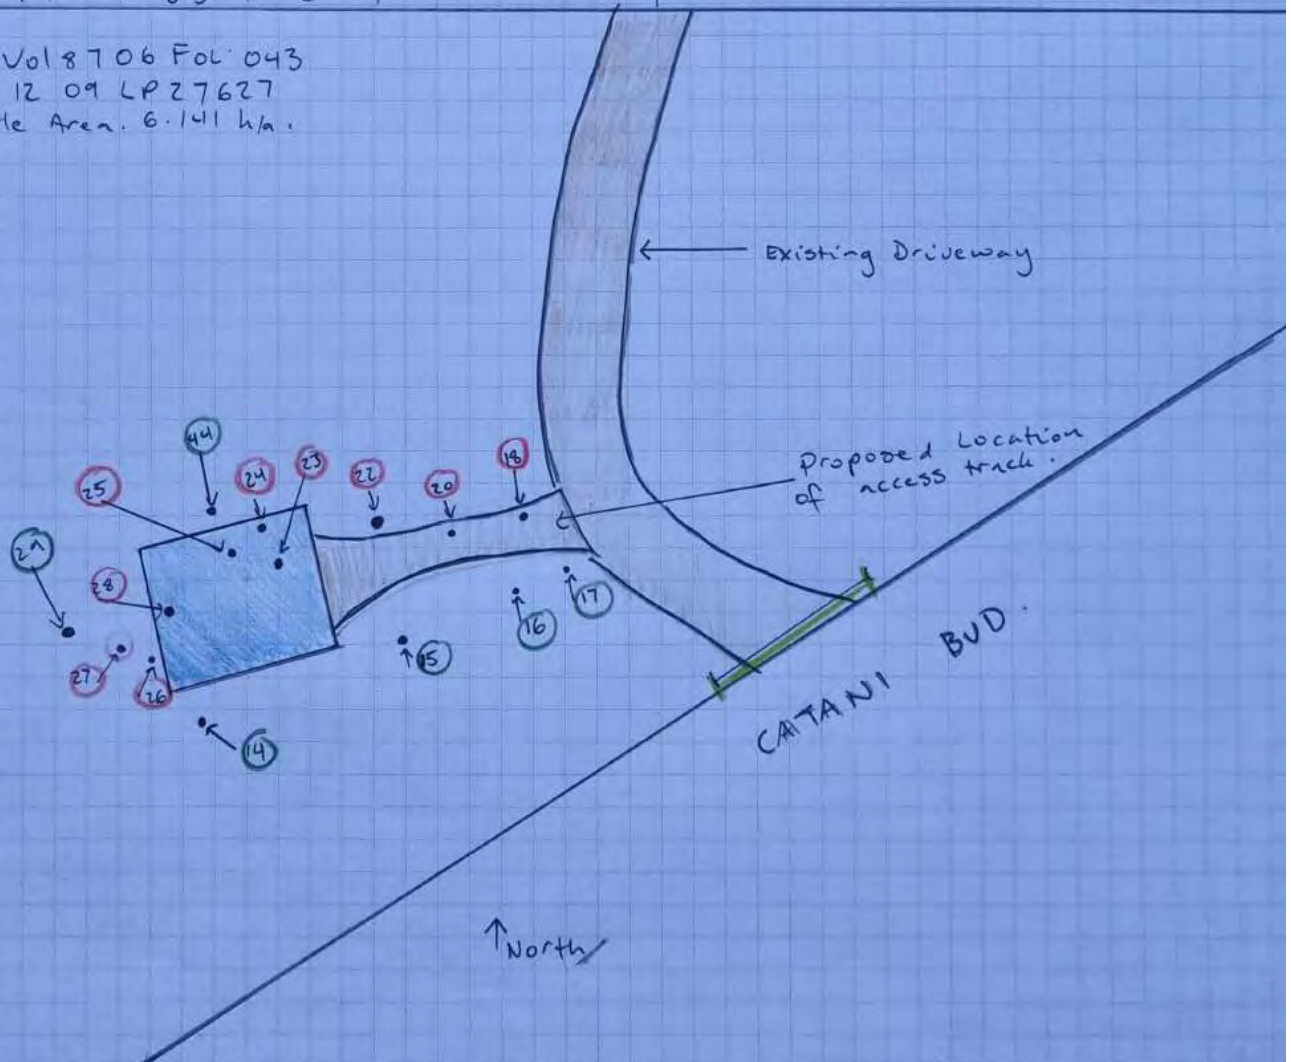 Vol 8706 FOL 043
12 09 LP27627
Area. 6.141 h/a.
Existing Driveway
Proposed Location
of access track.
44
24
23
22
20
18
25
29
28
27
26
17
16
15
14
CATANI BVD.
North